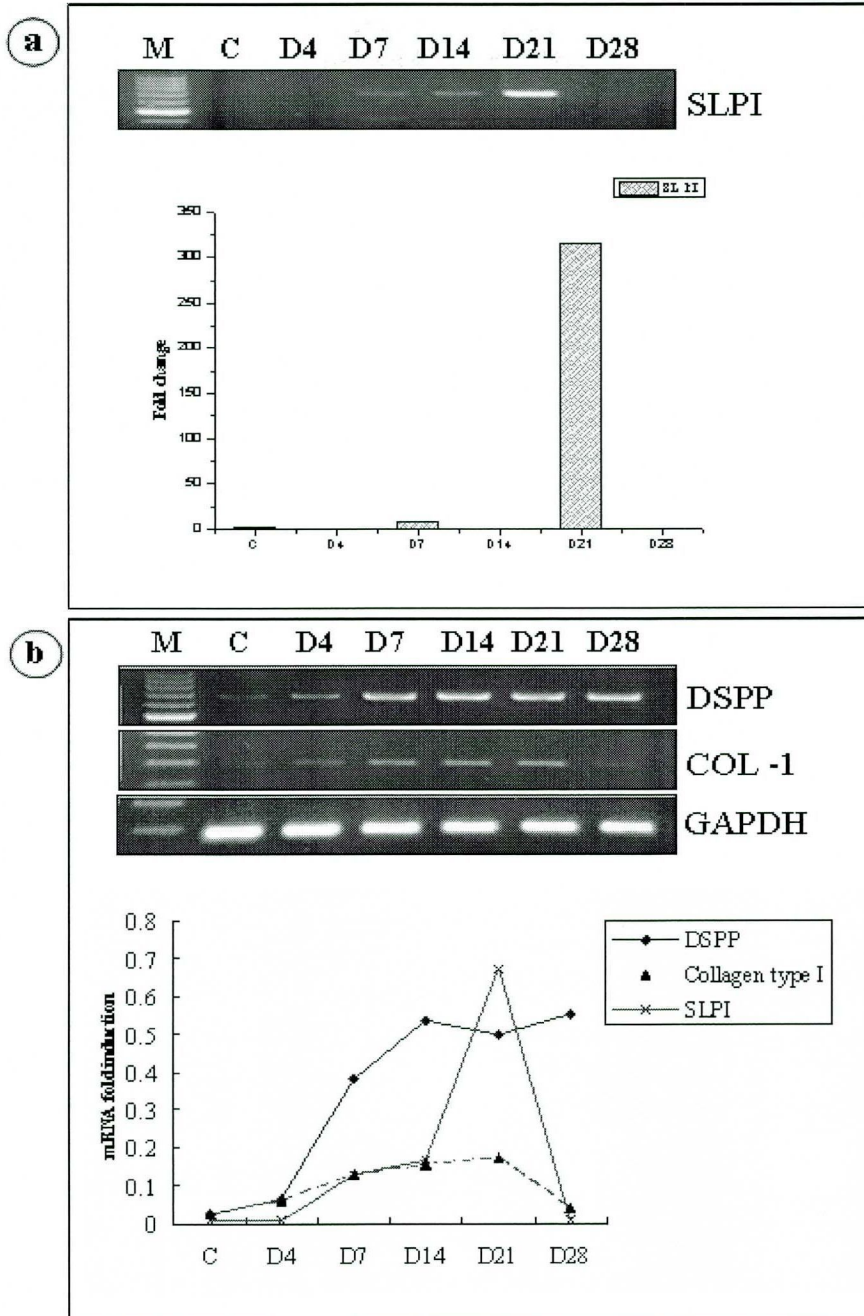 a
M C D4 D7 D14 D21 D28
SLPI
SLPI
350
300
250
200
150
100
50
0
Fold change
C D4 D7 D14 D21 D28
b
M C D4 D7 D14 D21 D28
DSPP
COL -1
GAPDH
0.8
0.7
0.6
0.5
0.4
0.3
0.2
0.1
0
mRNA fold induction
DSPP
Collagen type I
SLPI
C D4 D7 D14 D21 D28